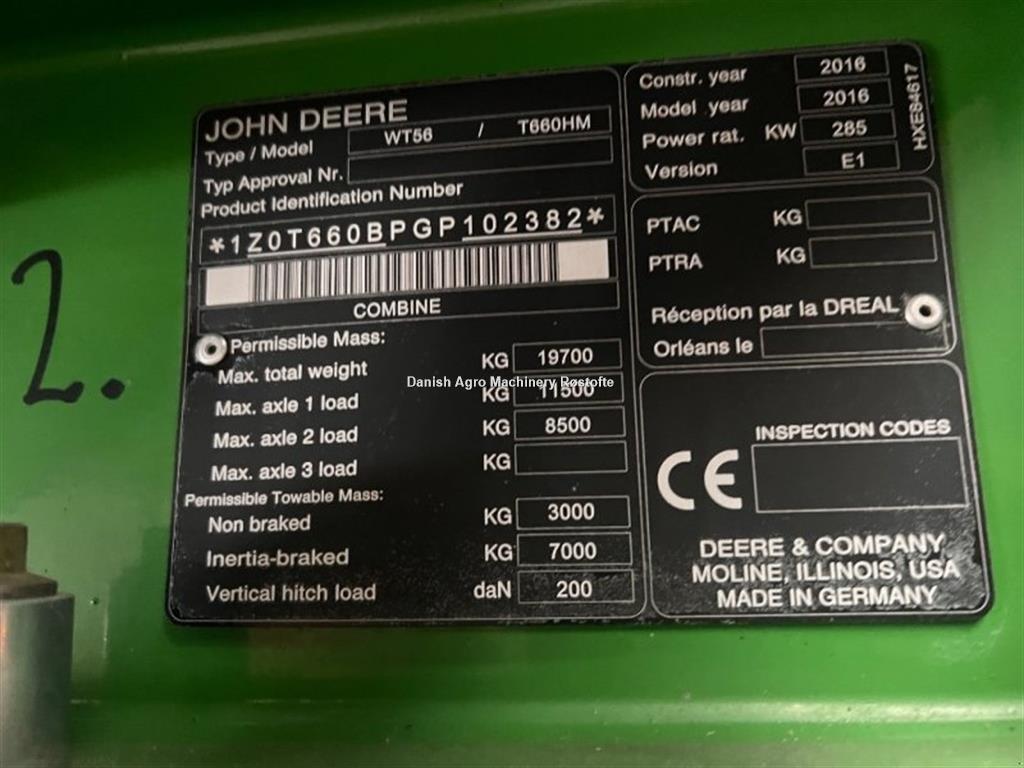 2.
JOHN DEERE
Type / Model WT56 / T660HM
Typ Approval Nr.
Product Identification Number
*1Z0T660BPGP102382*
COMBINE
Permissible Mass:
Max. total weight KG 19700
Max. axle 1 load KG 11500
Max. axle 2 load KG 8500
Max. axle 3 load KG
Permissible Towable Mass:
Non braked KG 3000
Inertia-braked KG 7000
Vertical hitch load daN 200
Constr. year 2016
Model year 2016
Power rat. KW 285
Version E1
HXE84617
PTAC KG
PTRA KG
Réception par la DREAL
Orléans le
INSPECTION CODES
CE
DEERE & COMPANY
MOLINE, ILLINOIS, USA
MADE IN GERMANY
Danish Agro Machinery Røstofte